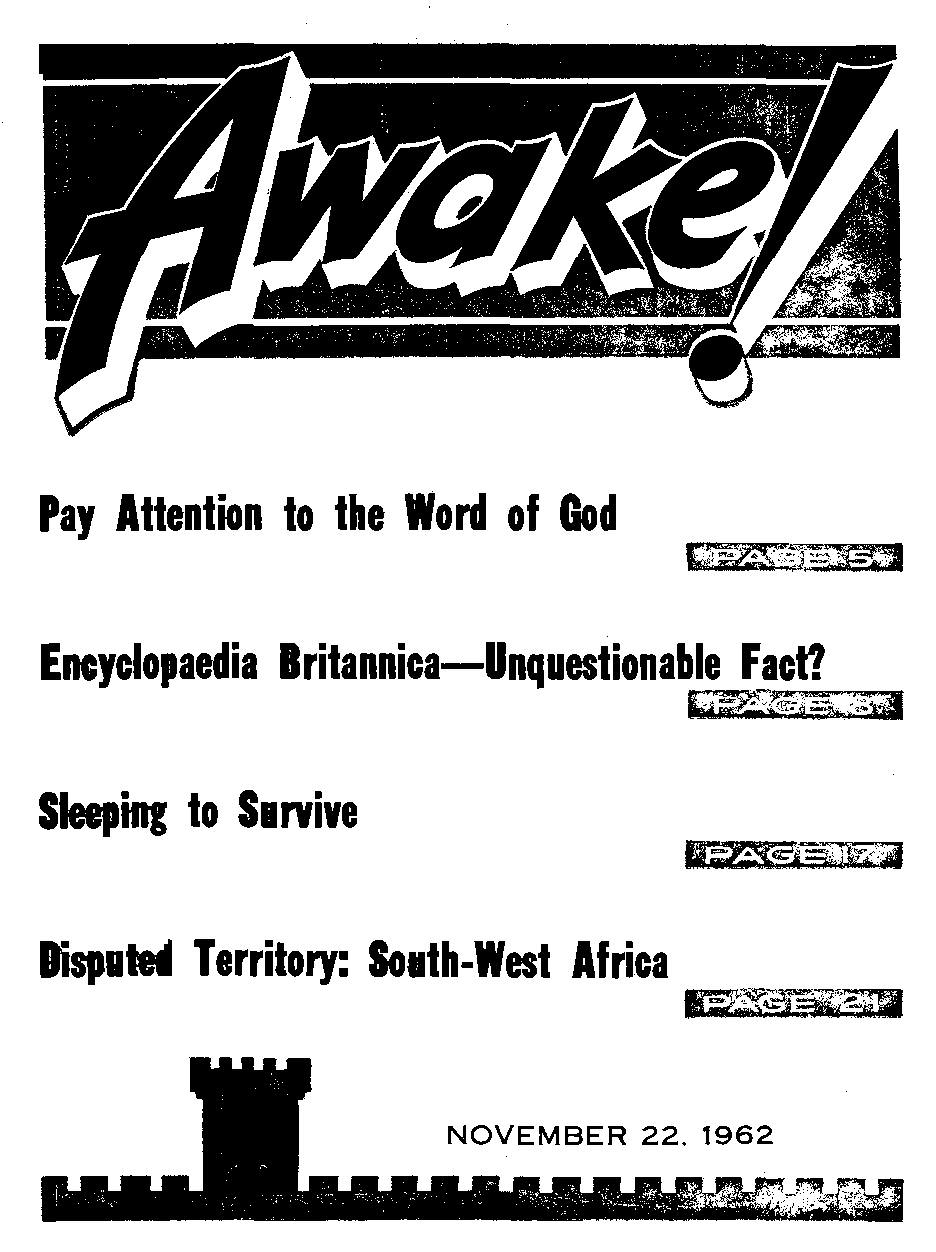 Awake!
Pay Attention to the Word of God
PAGE 5
Encyclopaedia Britannica—Unquestionable Fact?
PAGE 8
Sleeping to Survive
PAGE 17
Disputed Territory: South-West Africa
PAGE 21
NOVEMBER 22, 1962